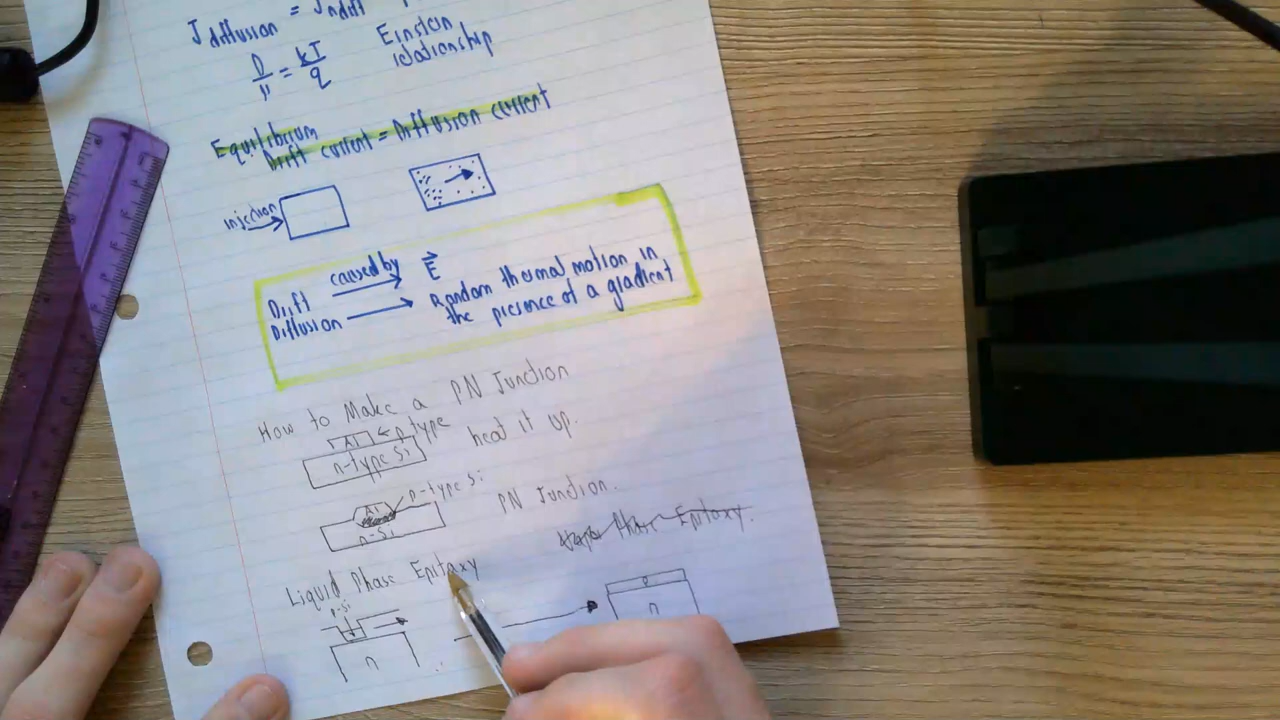 J diffusion = J ndiff
D/μ = kT/q
Einstein
relationship
Equilibrium
Drift current = Diffusion current
injection
Drift caused by E
Diffusion Random thermal motion in
the presence of a gradient
How to Make a PN Junction
Al ← p type
n-type Si
heat it up.
p-type Si
Al
n-Si
PN Junction.
Phase Epitaxy.
Liquid Phase Epitaxy
p-Si
n
p
n